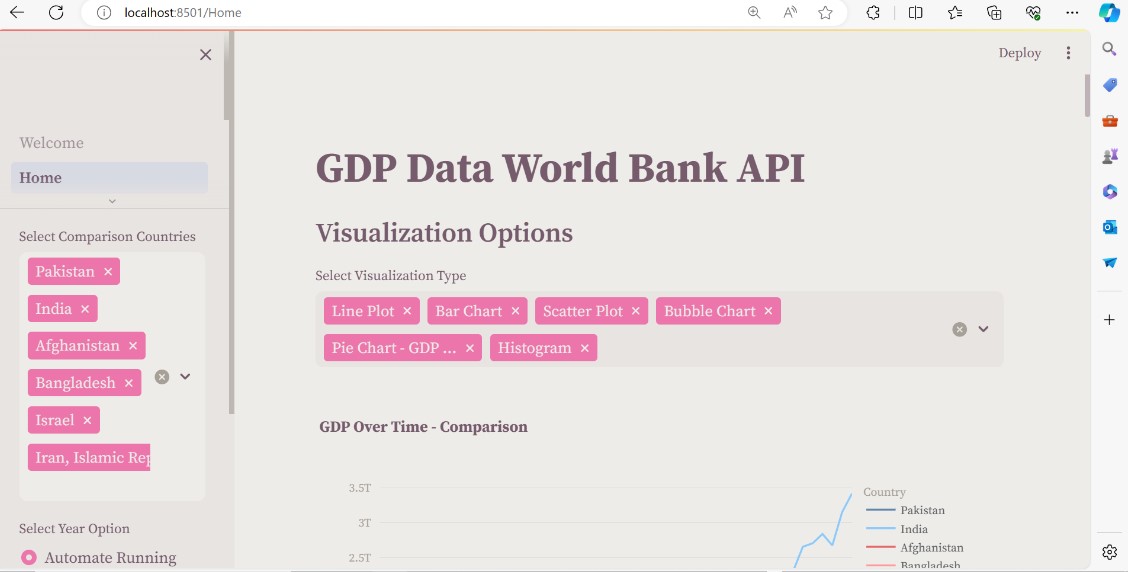 localhost:8501/Home
Deploy
Welcome
Home
Select Comparison Countries
Pakistan ×
India ×
Afghanistan ×
Bangladesh ×
Israel ×
Iran, Islamic Rep
Select Year Option
Automate Running
GDP Data World Bank API
Visualization Options
Select Visualization Type
Line Plot × Bar Chart × Scatter Plot × Bubble Chart ×
Pie Chart - GDP ... × Histogram ×
GDP Over Time - Comparison
3.5T
3T
2.5T
Country
Pakistan
India
Afghanistan
Bangladesh